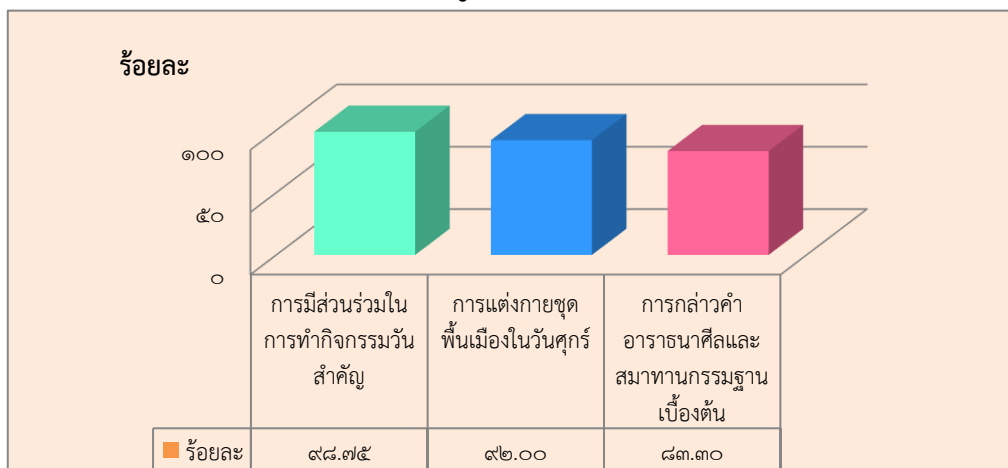 ร้อยละ
๑๐๐
๕๐
๐
การมีส่วนร่วมใน
การทำกิจกรรมวัน
สำคัญ
การแต่งกายชุด
พื้นเมืองในวันศุกร์
การกล่าวคำ
อาราธนาศีลและ
สมาทานกรรมฐาน
เบื้องต้น
ร้อยละ ๙๘.๗๕ ๙๒.๐๐ ๘๓.๓๐